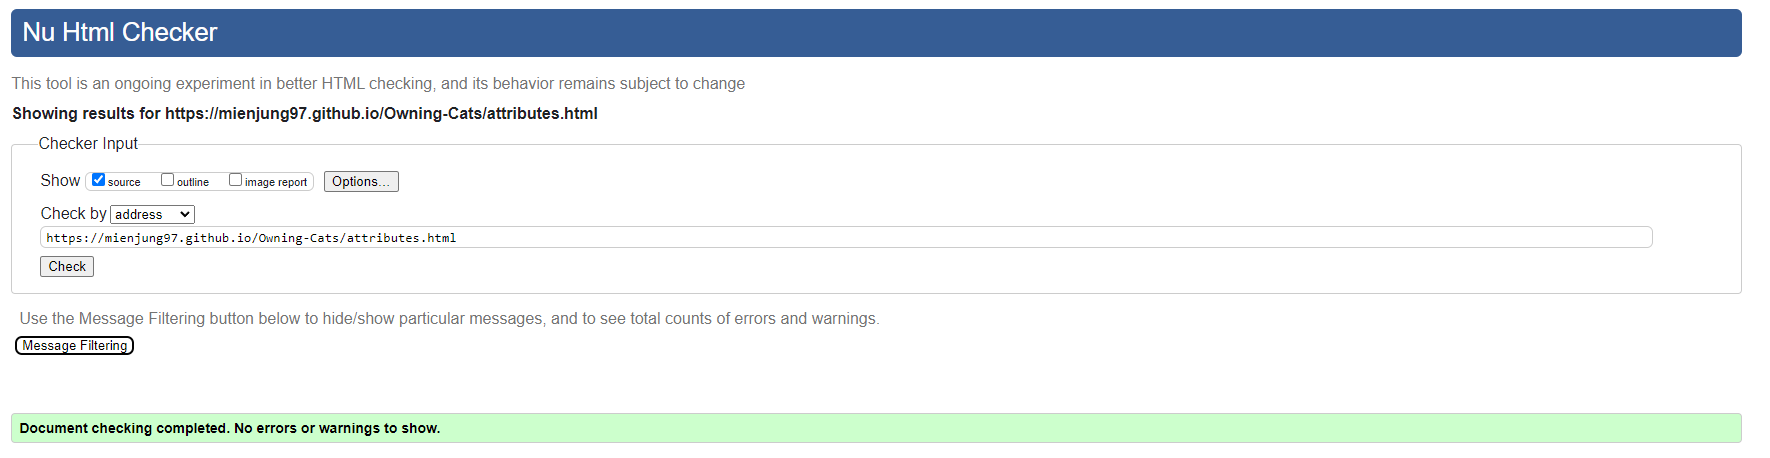 Nu Html Checker
This tool is an ongoing experiment in better HTML checking, and its behavior remains subject to change
Showing results for https://mienjung97.github.io/Owning-Cats/attributes.html
Checker Input
Show source outline image report Options...
Check by address
https://mienjung97.github.io/Owning-Cats/attributes.html
Check
Use the Message Filtering button below to hide/show particular messages, and to see total counts of errors and warnings.
Message Filtering
Document checking completed. No errors or warnings to show.